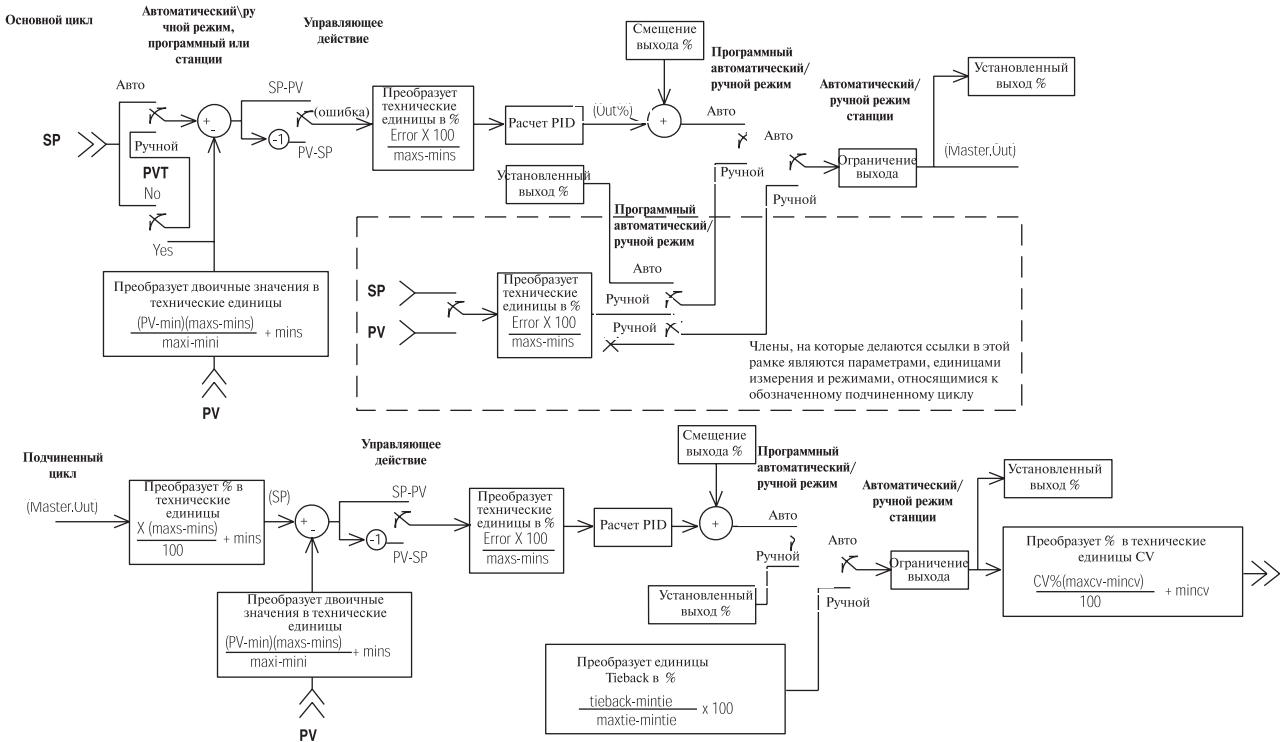 Основной цикл
Автоматический\ру
чной режим,
программный или
станции
Управляющее
действие
Смещение
выхода %
Программный
автоматический/
ручной режим
Автоматический/
ручной режим
станции
Установленный
выход %
Авто
SP-PV
(ошибка)
Преобразует
технические
единицы в %
Error X 100
maxs-mins
Расчет PID
(Out%)
+
Авто
Авто
SP
+
-
-1
PV-SP
Ручной
PVT
No
Yes
Установленный
выход %
Ручной
Ручной
Ограничение
выхода
(Master.Out)
Программный
автоматический/
ручной режим
Преобразует двоичные значения в
технические единицы
(PV-min)(maxs-mins)
maxi-mini
+ mins
PV
SP
PV
Преобразует
технические
единицы в %
Error X 100
maxs-mins
Авто
Ручной
Ручной
Члены, на которые делаются ссылки в этой
рамке являются параметрами, единицами
измерения и режимами, относящимися к
обозначенному подчиненному циклу
Подчиненный
цикл
Управляющее
действие
Смещение
выхода %
Программный
автоматический/
ручной режим
Автоматический/
ручной режим
станции
Установленный
выход %
(Master.Out)
Преобразует % в
технические
единицы
X (maxs-mins)
100
+ mins
(SP)
+
-
SP-PV
-1
PV-SP
Преобразует
технические
единицы в %
Error X 100
maxs-mins
Расчет PID
+
Авто
Ручной
Авто
Ручной
Ограничение
выхода
Преобразует % в технические
единицы CV
CV%(maxcv-mincv)
100
+ mincv
Установленный
выход %
Преобразует двоичные
значения в технические
единицы
(PV-min)(maxs-mins)
maxi-mini
+ mins
PV
Преобразует единицы
Tieback в %
tieback-mintie
maxtie-mintie
x 100